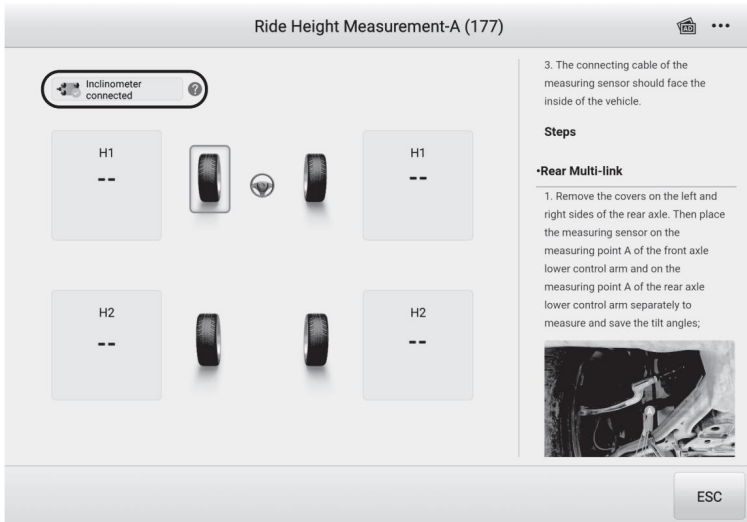 Ride Height Measurement-A (177)
AD
Inclinometer
connected
?
H1
--
H1
--
H2
--
H2
--
3. The connecting cable of the
measuring sensor should face the
inside of the vehicle.
Steps
•Rear Multi-link
1. Remove the covers on the left and
right sides of the rear axle. Then place
the measuring sensor on the
measuring point A of the front axle
lower control arm and on the
measuring point A of the rear axle
lower control arm separately to
measure and save the tilt angles;
A
ESC